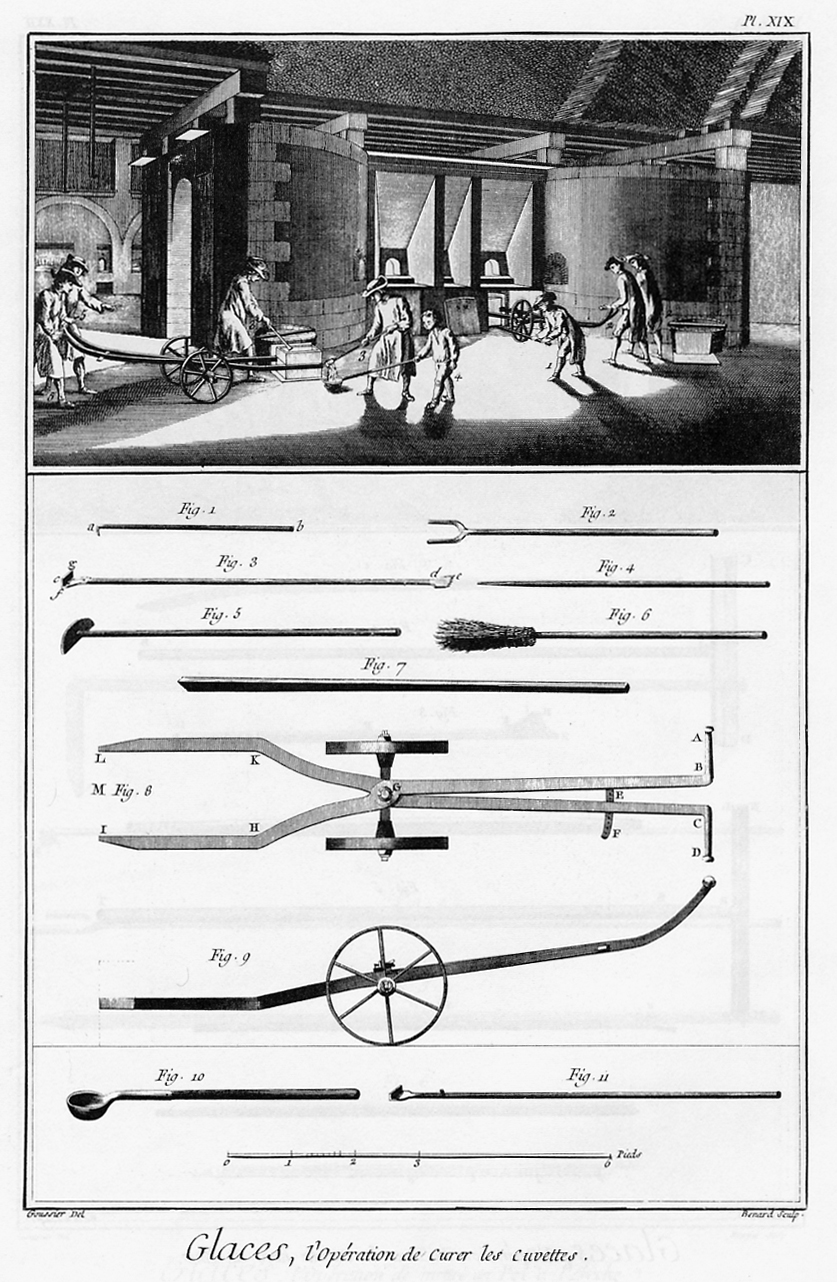 Pl. XIX
3
Fig. 1
a b
Fig. 2
Fig. 3
g
c d e
f
Fig. 4
Fig. 5
Fig. 6
Fig. 7
A
L K B
M Fig. 8 G E
I H F C
D
Fig. 9
Fig. 10
Fig. 11
0 1 2 3 6 Pieds
Goussier Del.
Benard Sculp.
Glaces, l'Opération de Curer les Cuvettes.